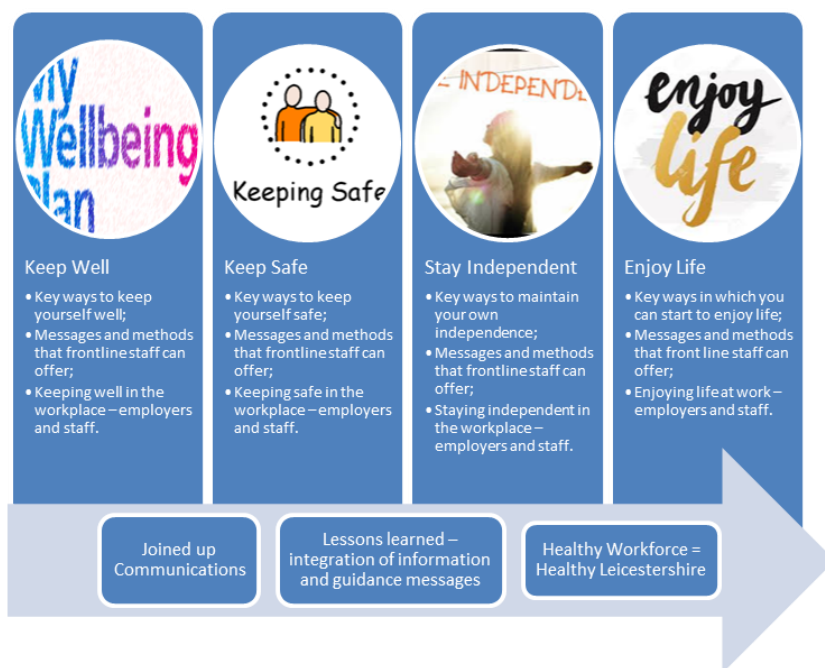 My
Wellbeing
Plan
Keeping Safe
INDEPENDE
enjoy
life
Keep Well
• Key ways to keep
yourself well;
• Messages and methods
that frontline staff can
offer;
• Keeping well in the
workplace – employers
and staff.
Keep Safe
• Key ways to keep
yourself safe;
• Messages and methods
that frontline staff can
offer;
• Keeping safe in the
workplace – employers
and staff.
Stay Independent
• Key ways to maintain
your own
independence;
• Messages and methods
that frontline staff can
offer;
• Staying independent in
the workplace –
employers and staff.
Enjoy Life
• Key ways in which you
can start to enjoy life;
• Messages and methods
that front line staff can
offer;
• Enjoying life at work –
employers and staff.
Joined up
Communications
Lessons learned –
integration of information
and guidance messages
Healthy Workforce =
Healthy Leicestershire